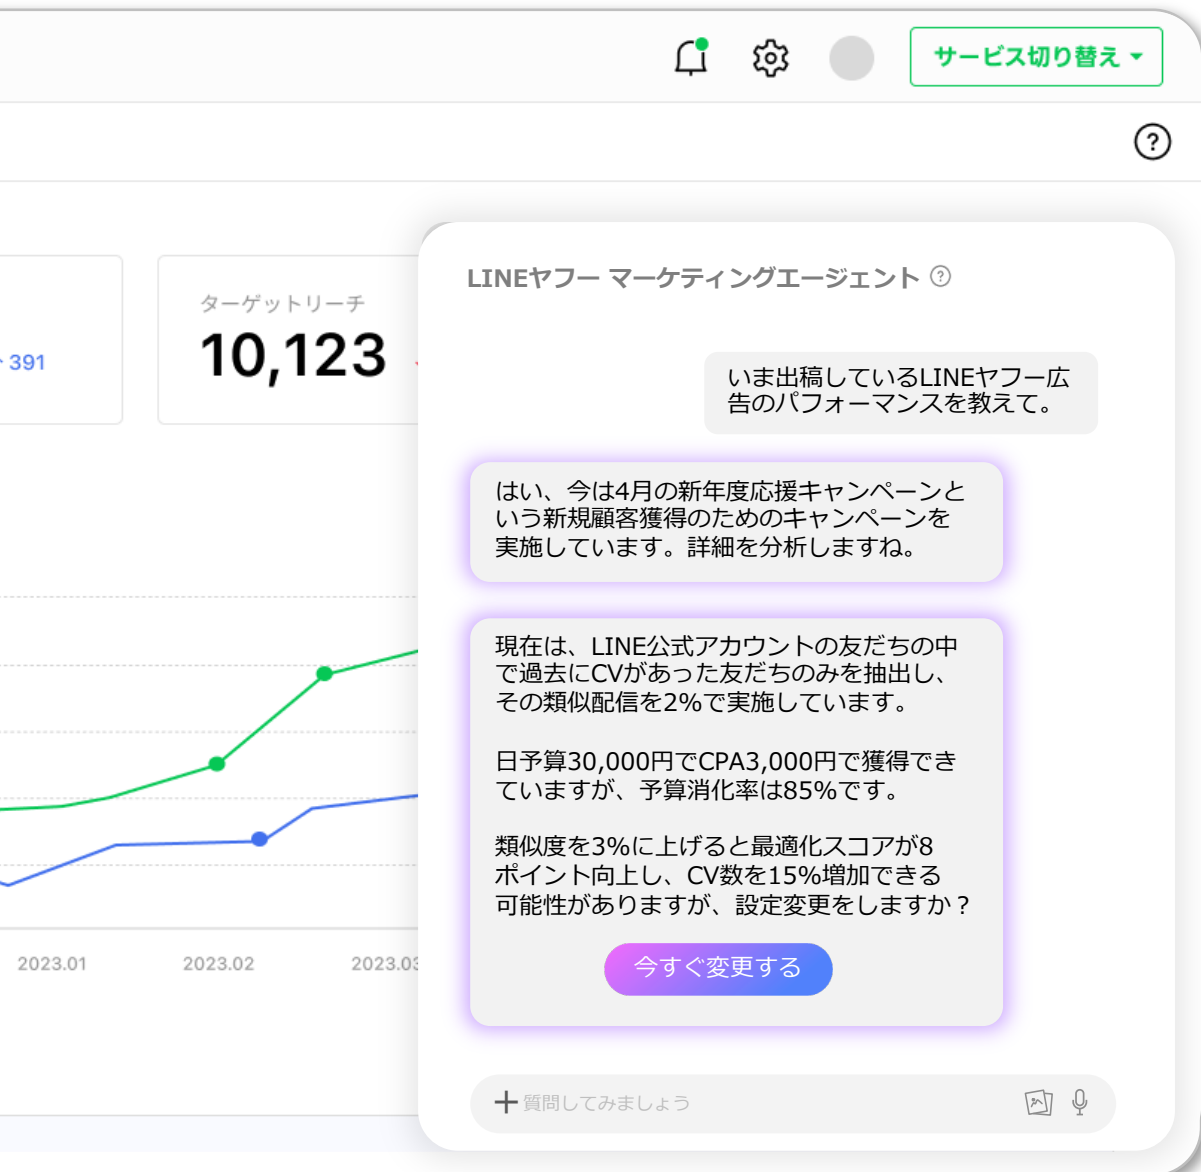 サービス切り替え
391
ターゲットリーチ
10,123
LINEヤフー マーケティングエージェント
いま出稿しているLINEヤフー広
告のパフォーマンスを教えて。
はい、今は4月の新年度応援キャンペーンと
いう新規顧客獲得のためのキャンペーンを
実施しています。詳細を分析しますね。
現在は、LINE公式アカウントの友だちの中
で過去にCVがあった友だちのみを抽出し、
その類似配信を2%で実施しています。
日予算30,000円でCPA3,000円で獲得でき
ていますが、予算消化率は85%です。
類似度を3%に上げると最適化スコアが8
ポイント向上し、CV数を15%増加できる
可能性がありますが、設定変更をしますか？
今すぐ変更する
2023.01
2023.02
2023.03
質問してみましょう